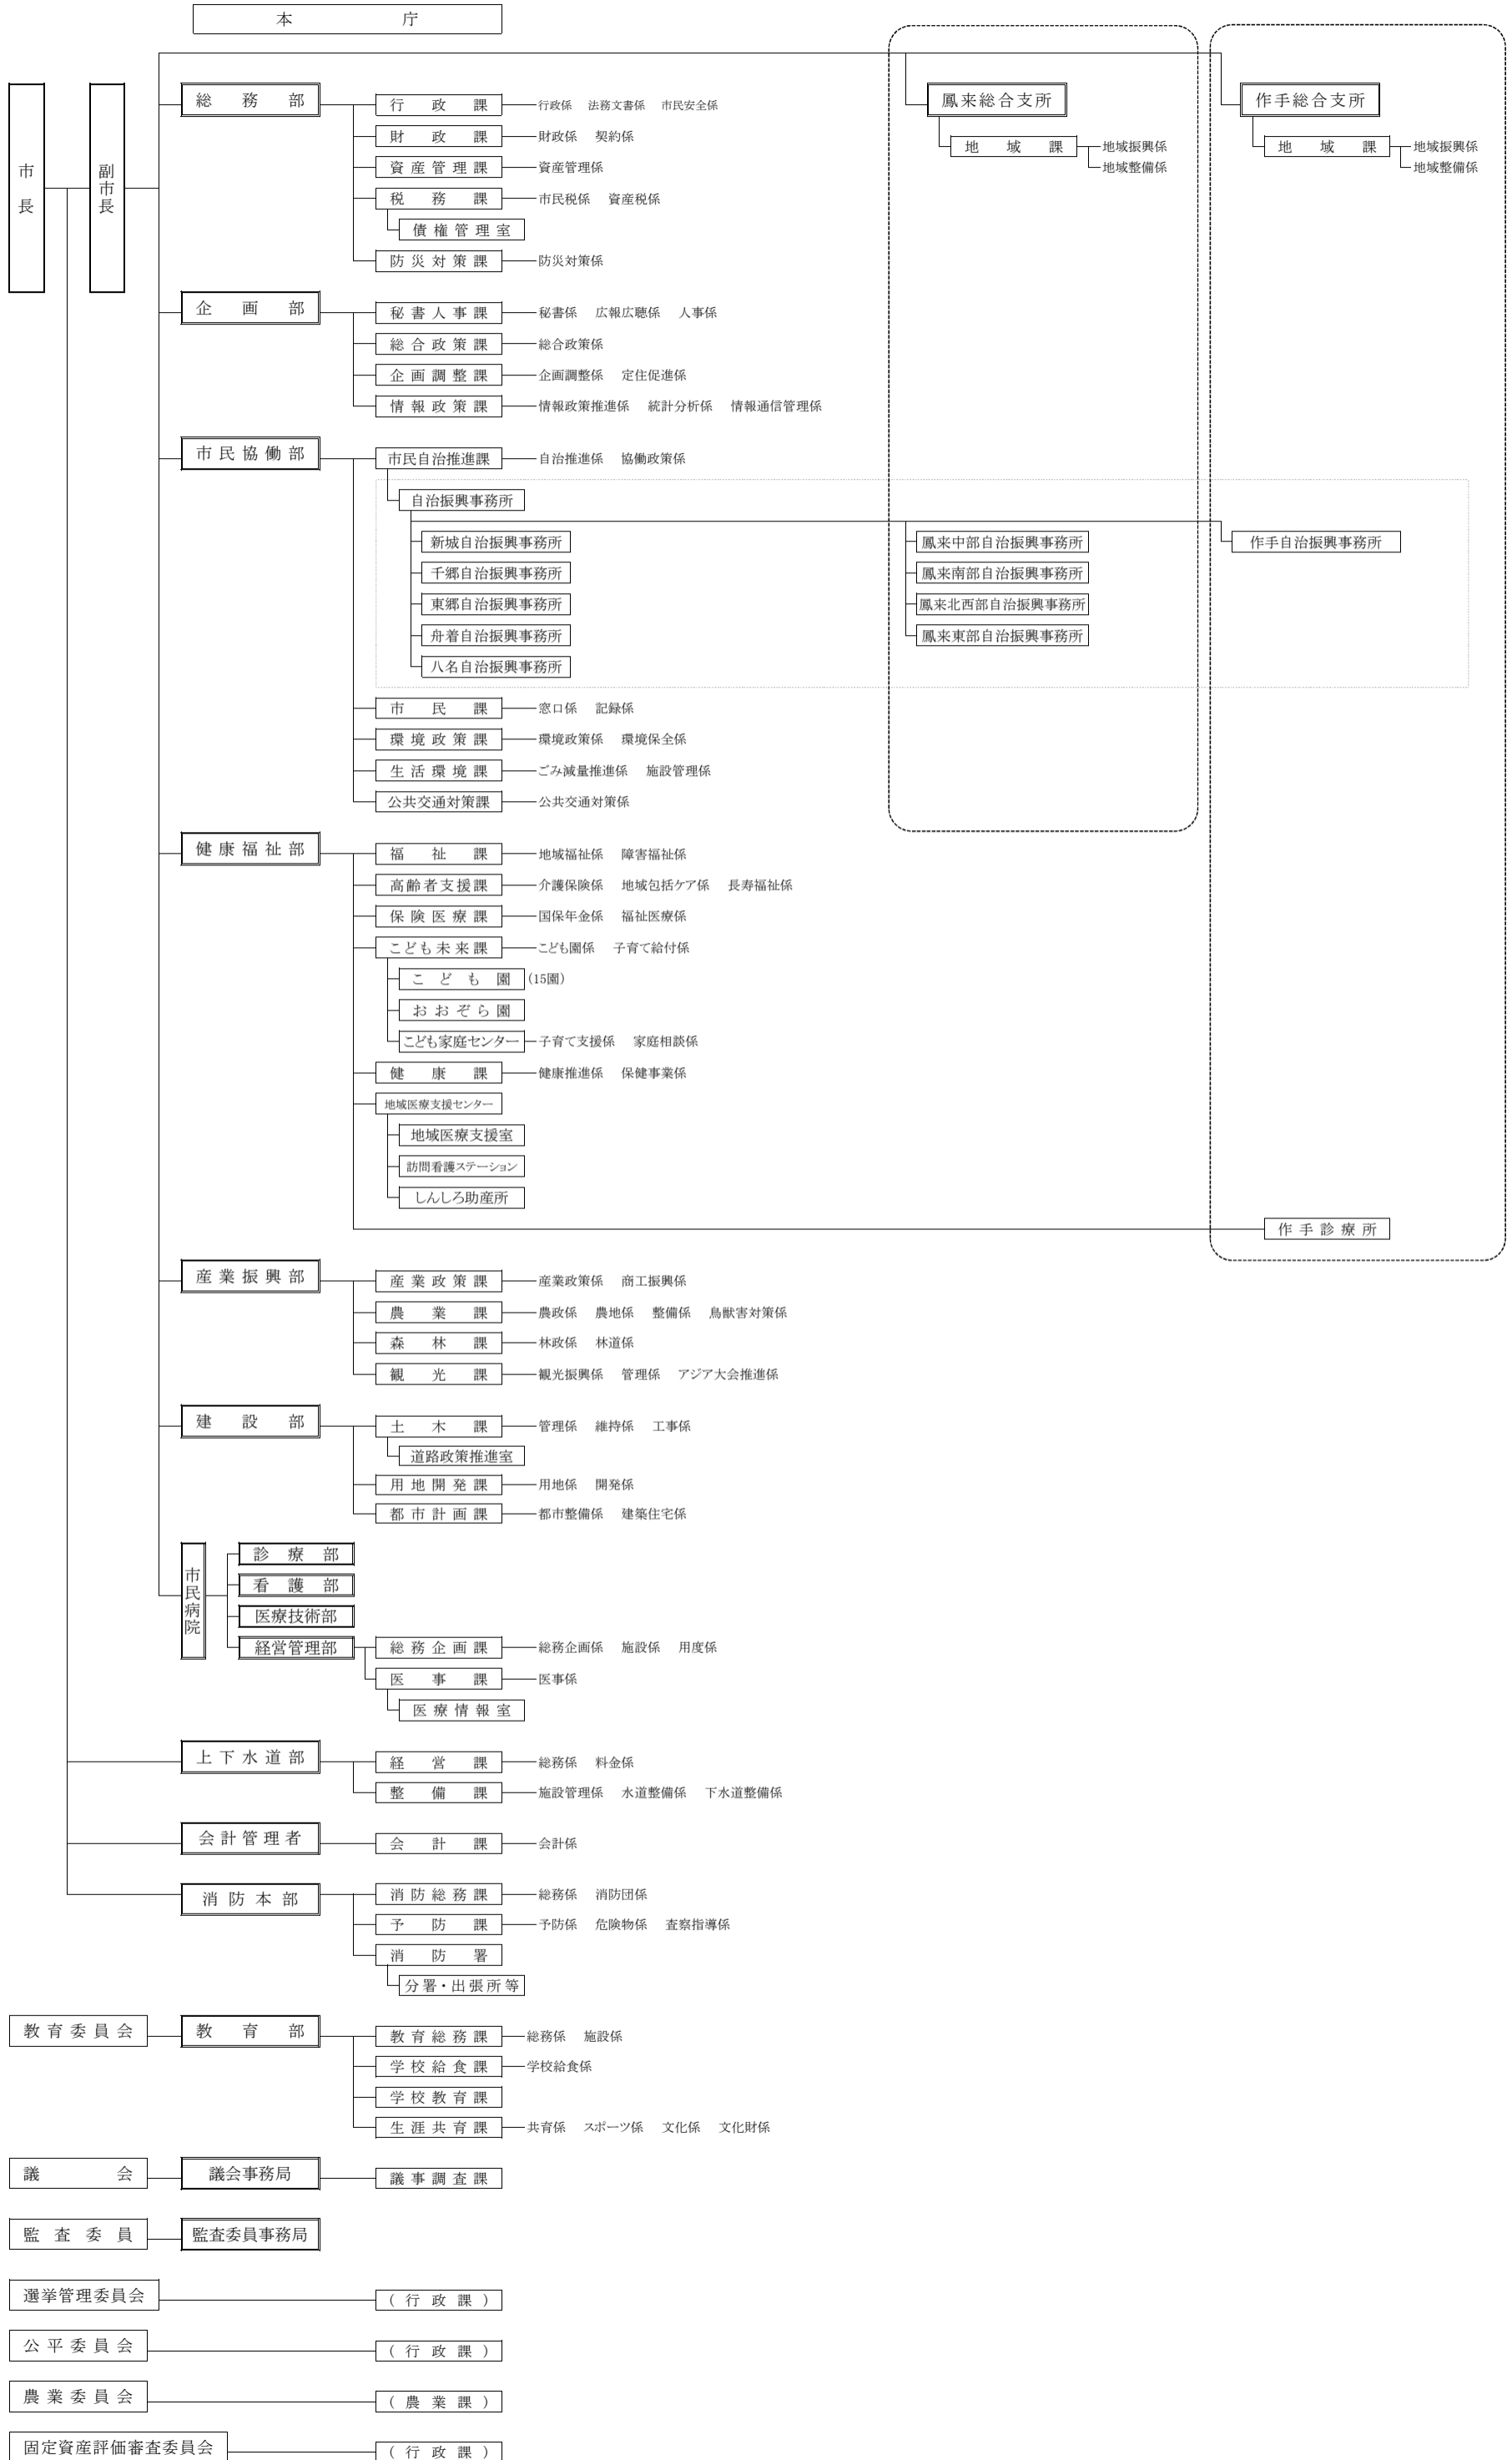 本庁
市長
副市長
総務部
行政課 行政係 法務文書係 市民安全係
財政課 財政係 契約係
資産管理課 資産管理係
税務課 市民税係 資産税係
債権管理室
防災対策課 防災対策係
鳳来総合支所
地域課 地域振興係
地域整備係
作手総合支所
地域課 地域振興係
地域整備係
企画部
秘書人事課 秘書係 広報広聴係 人事係
総合政策課 総合政策係
企画調整課 企画調整係 定住促進係
情報政策課 情報政策推進係 統計分析係 情報通信管理係
市民協働部
市民自治推進課 自治推進係 協働政策係
自治振興事務所
新城自治振興事務所 鳳来中部自治振興事務所 作手自治振興事務所
千郷自治振興事務所 鳳来南部自治振興事務所
東郷自治振興事務所 鳳来北西部自治振興事務所
舟着自治振興事務所 鳳来東部自治振興事務所
八名自治振興事務所
市民課 窓口係 記録係
環境政策課 環境政策係 環境保全係
生活環境課 ごみ減量推進係 施設管理係
公共交通対策課 公共交通対策係
健康福祉部
福祉課 地域福祉係 障害福祉係
高齢者支援課 介護保険係 地域包括ケア係 長寿福祉係
保険医療課 国保年金係 福祉医療係
こども未来課 こども園係 子育て給付係
こども園 (15園)
おおぞら園
こども家庭センター 子育て支援係 家庭相談係
健康課 健康推進係 保健事業係
地域医療支援センター
地域医療支援室
訪問看護ステーション
しんしろ助産所
作手診療所
産業振興部
産業政策課 産業政策係 商工振興係
農業課 農政係 農地係 整備係 鳥獣害対策係
森林課 林政係 林道係
観光課 観光振興係 管理係 アジア大会推進係
建設部
土木課 管理係 維持係 工事係
道路政策推進室
用地開発課 用地係 開発係
都市計画課 都市整備係 建築住宅係
市民病院
診療部
看護部
医療技術部
経営管理部
総務企画課 総務企画係 施設係 用度係
医事課 医事係
医療情報室
上下水道部
経営課 総務係 料金係
整備課 施設管理係 水道整備係 下水道整備係
会計管理者
会計課 会計係
消防本部
消防総務課 総務係 消防団係
予防課 予防係 危険物係 査察指導係
消防署
分署・出張所等
教育委員会
教育部
教育総務課 総務係 施設係
学校給食課 学校給食係
学校教育課
生涯共育課 共育係 スポーツ係 文化係 文化財係
議会 議会事務局 議事調査課
監査委員 監査委員事務局
選挙管理委員会 (行政課)
公平委員会 (行政課)
農業委員会 (農業課)
固定資産評価審査委員会 (行政課)